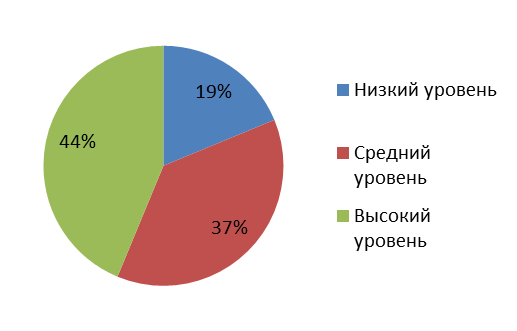 19%
Низкий уровень
44%
Средний
уровень
Высокий
37%
уровень